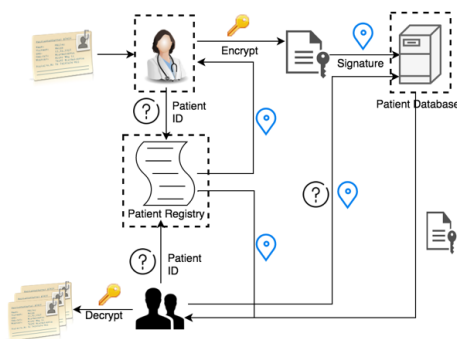 Encrypt
Signature
Patient Database
?
Patient
ID
Patient Registry
?
?
Patient
ID
Decrypt